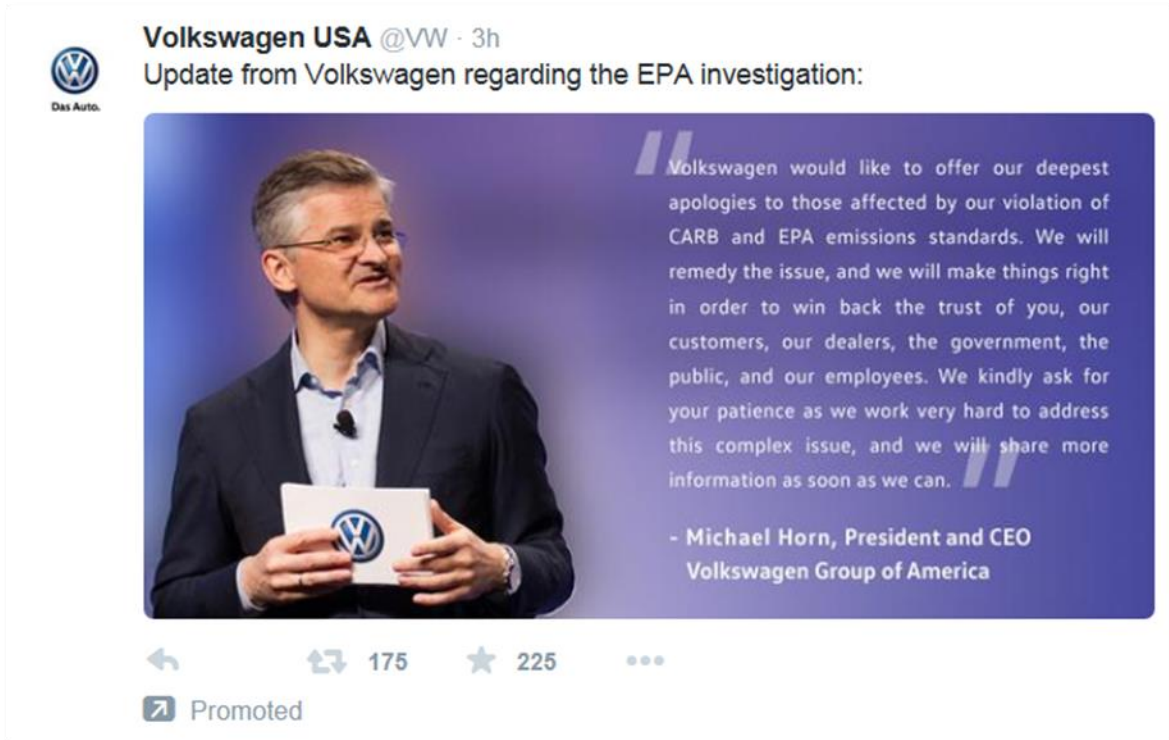 Volkswagen USA @VW · 3h
Update from Volkswagen regarding the EPA investigation:
Das Auto.
"Volkswagen would like to offer our deepest
apologies to those affected by our violation of
CARB and EPA emissions standards. We will
remedy the issue, and we will make things right
in order to win back the trust of you, our
customers, our dealers, the government, the
public, and our employees. We kindly ask for
your patience as we work very hard to address
this complex issue, and we will share more
information as soon as we can."
- Michael Horn, President and CEO
Volkswagen Group of America
175 225
Promoted